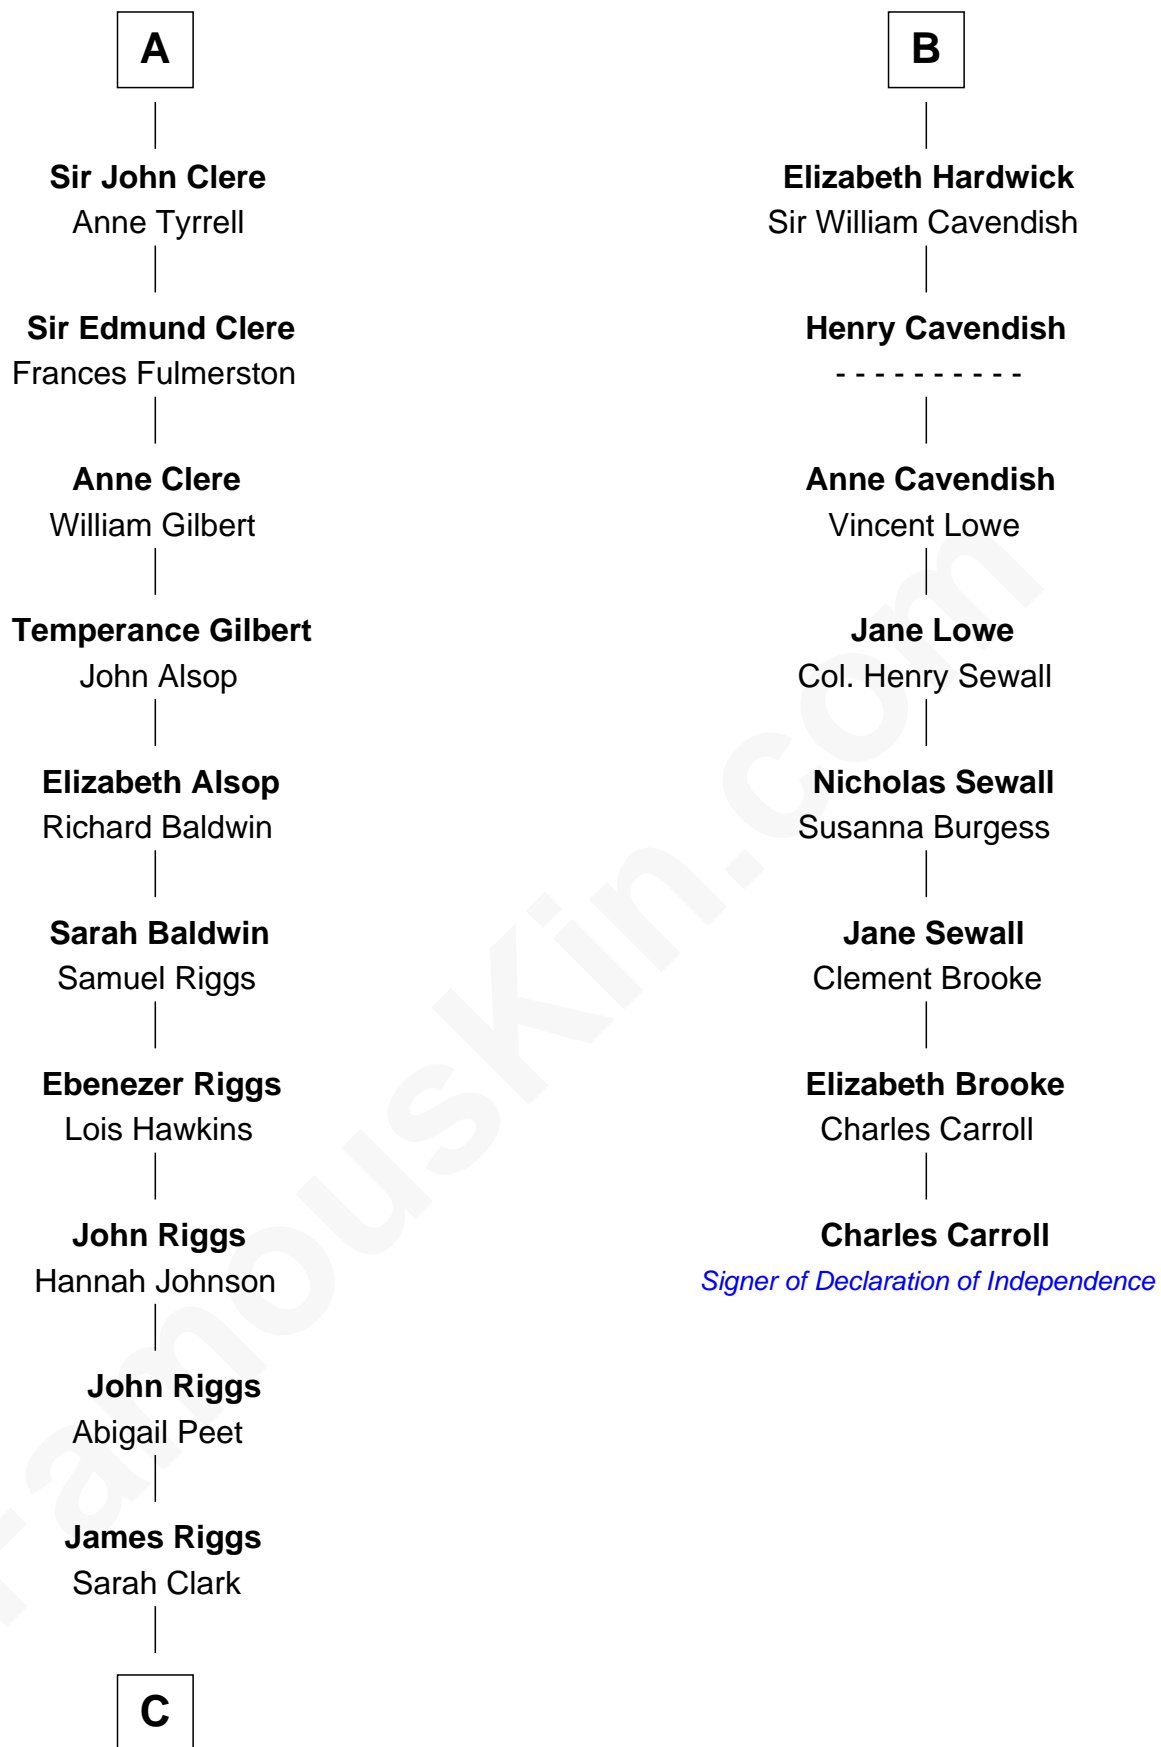 A
Sir John Clere
Anne Tyrrell
Sir Edmund Clere
Frances Fulmerston
Anne Clere
William Gilbert
Temperance Gilbert
John Alsop
Elizabeth Alsop
Richard Baldwin
Sarah Baldwin
Samuel Riggs
Ebenezer Riggs
Lois Hawkins
John Riggs
Hannah Johnson
John Riggs
Abigail Peet
James Riggs
Sarah Clark
C
B
Elizabeth Hardwick
Sir William Cavendish
Henry Cavendish
- - - - - - - - - -
Anne Cavendish
Vincent Lowe
Jane Lowe
Col. Henry Sewall
Nicholas Sewall
Susanna Burgess
Jane Sewall
Clement Brooke
Elizabeth Brooke
Charles Carroll
Charles Carroll
Signer of Declaration of Independence
FamousKin.com